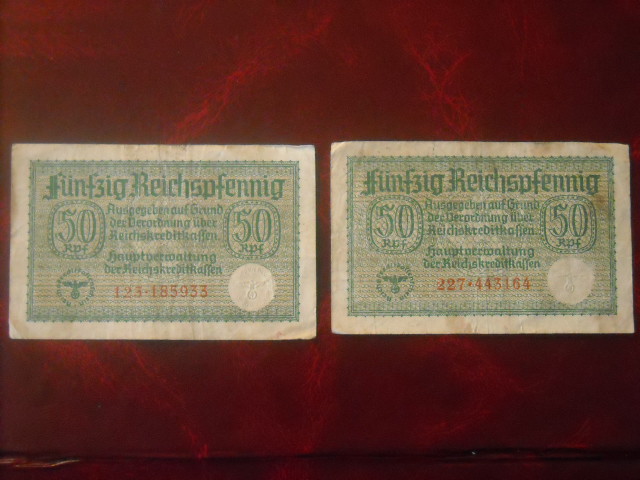 Fünfzig Reichspfennig
50 Rpf
Ausgegeben auf Grund
der Verordnung über
Reichskreditkassen.
50 Rpf
Hauptverwaltung
der Reichskreditkassen
123·185933
Fünfzig Reichspfennig
50 Rpf
Ausgegeben auf Grund
der Verordnung über
Reichskreditkassen.
50 Rpf
Hauptverwaltung
der Reichskreditkassen
227·443164